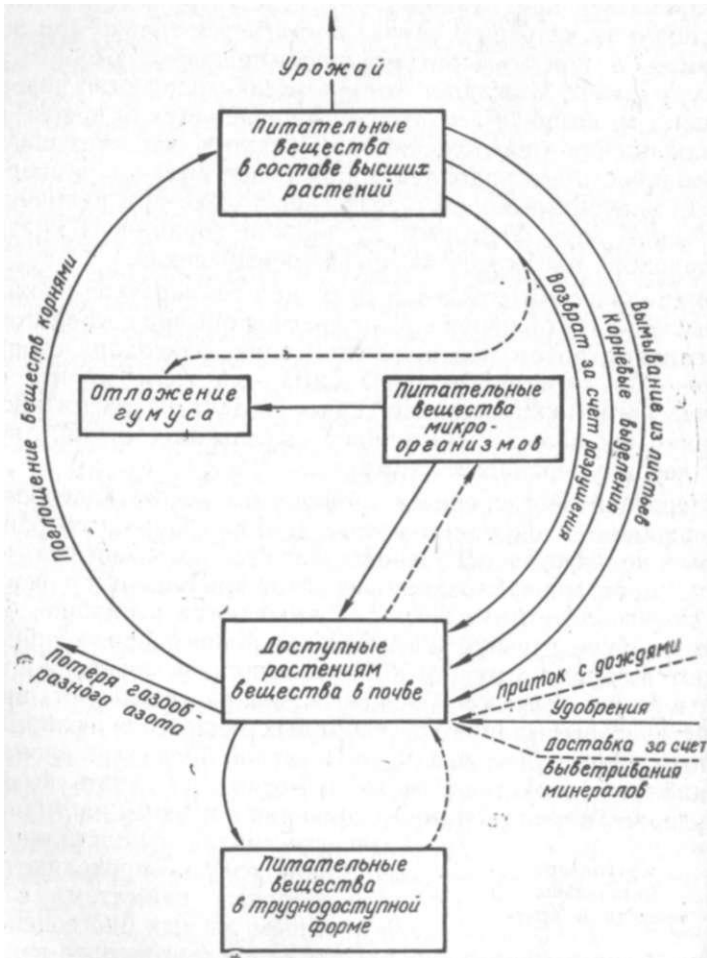 Урожай
Питательные
вещества
в составе высших
растений
Поглощение веществ корнями
Вымывание из листьев
Корневые выделения
Возврат за счёт разрушения
Отложение
гумуса
Питательные
вещества
микро-
организмов
Доступные
растениям
вещества в почве
Потеря газооб
разного азота
Приток с дождями
Удобрения
Доставка за счет
выветривания
минералов
Питательные
вещества
в труднодоступной
форме